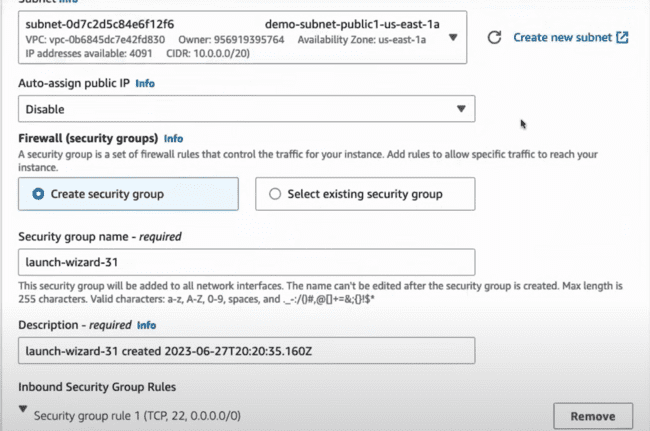 Subnet Info
subnet-0d7c2d5c84e6f12f6 demo-subnet-public1-us-east-1a
VPC: vpc-0b6845dc7e42fd830 Owner: 956919395764 Availability Zone: us-east-1a
IP addresses available: 4091 CIDR: 10.0.0.0/20)
Create new subnet
Auto-assign public IP Info
Disable
Firewall (security groups) Info
A security group is a set of firewall rules that control the traffic for your instance. Add rules to allow specific traffic to reach your
instance.
Create security group
Select existing security group
Security group name - required
launch-wizard-31
This security group will be added to all network interfaces. The name can't be edited after the security group is created. Max length is
255 characters. Valid characters: a-z, A-Z, 0-9, spaces, and ._-:/()#,@[]+=&;{}!$*
Description - required Info
launch-wizard-31 created 2023-06-27T20:20:35.160Z
Inbound Security Group Rules
Security group rule 1 (TCP, 22, 0.0.0.0/0)
Remove